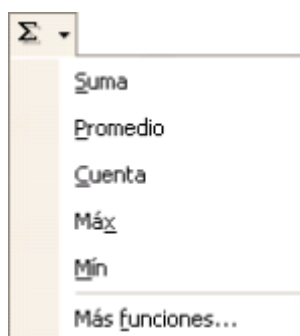 Σ
Suma
Promedio
Cuenta
Máx
Mín
Más funciones...